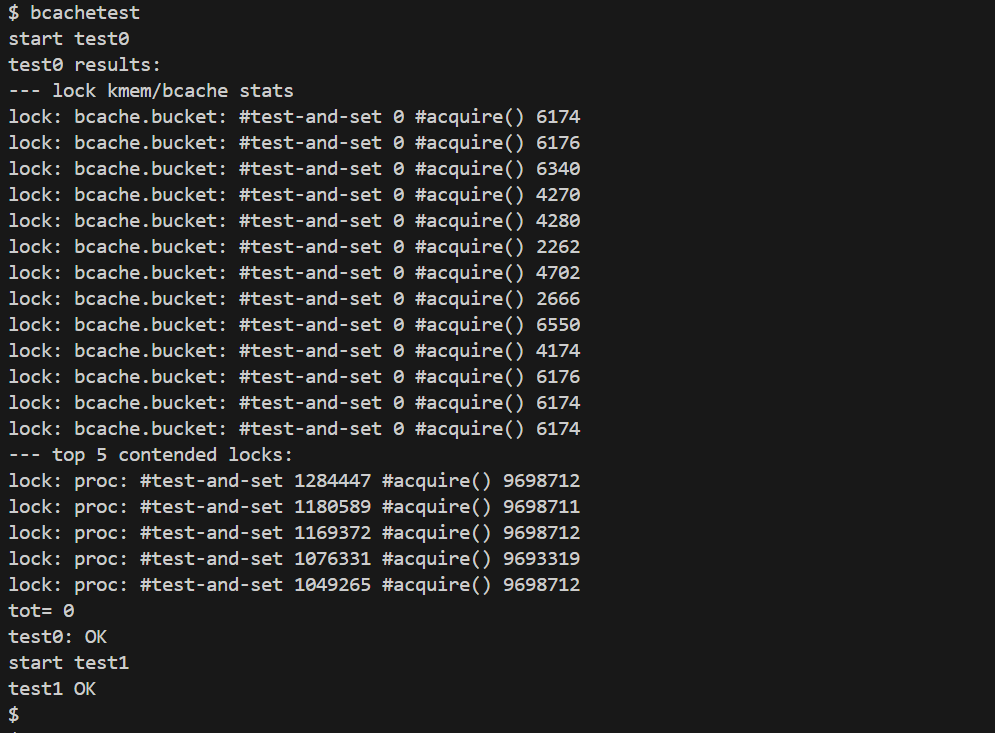 $ bcachetest
start test0
test0 results:
--- lock kmem/bcache stats
lock: bcache.bucket: #test-and-set 0 #acquire() 6174
lock: bcache.bucket: #test-and-set 0 #acquire() 6176
lock: bcache.bucket: #test-and-set 0 #acquire() 6340
lock: bcache.bucket: #test-and-set 0 #acquire() 4270
lock: bcache.bucket: #test-and-set 0 #acquire() 4280
lock: bcache.bucket: #test-and-set 0 #acquire() 2262
lock: bcache.bucket: #test-and-set 0 #acquire() 4702
lock: bcache.bucket: #test-and-set 0 #acquire() 2666
lock: bcache.bucket: #test-and-set 0 #acquire() 6550
lock: bcache.bucket: #test-and-set 0 #acquire() 4174
lock: bcache.bucket: #test-and-set 0 #acquire() 6176
lock: bcache.bucket: #test-and-set 0 #acquire() 6174
lock: bcache.bucket: #test-and-set 0 #acquire() 6174
--- top 5 contended locks:
lock: proc: #test-and-set 1284447 #acquire() 9698712
lock: proc: #test-and-set 1180589 #acquire() 9698711
lock: proc: #test-and-set 1169372 #acquire() 9698712
lock: proc: #test-and-set 1076331 #acquire() 9693319
lock: proc: #test-and-set 1049265 #acquire() 9698712
tot= 0
test0: OK
start test1
test1 OK
$